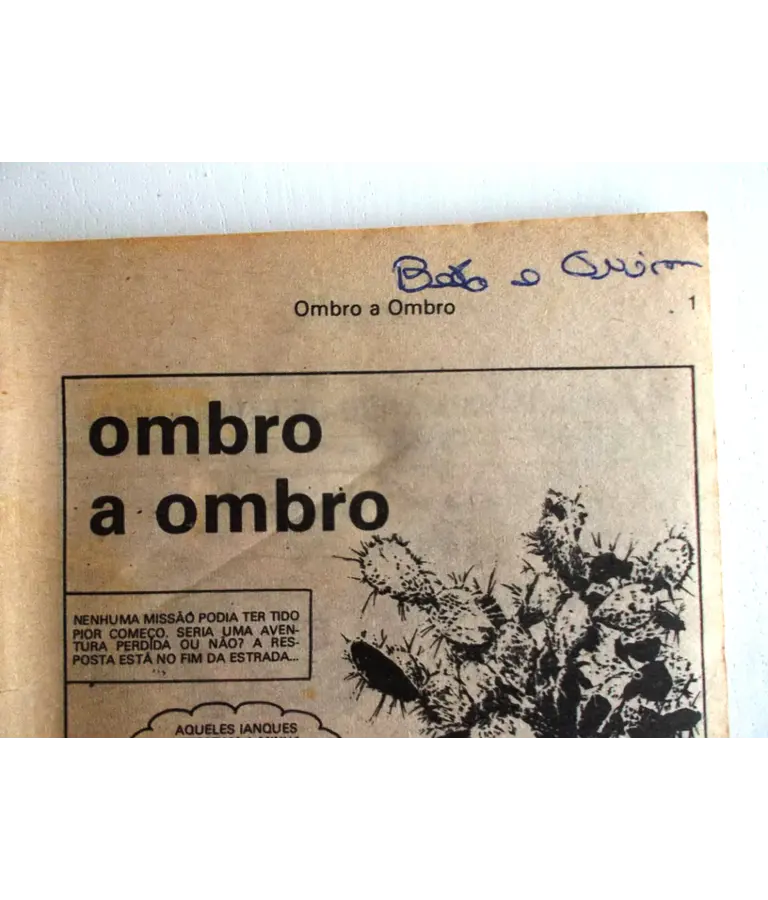 Beto e
Ombro a Ombro 1
ombro
a ombro
NENHUMA MISSÃO PODIA TER TIDO
PIOR COMEÇO. SERIA UMA AVEN-
TURA PERDIDA OU NÃO? A RES-
POSTA ESTÁ NO FIM DA ESTRADA...
AQUELES IANQUES